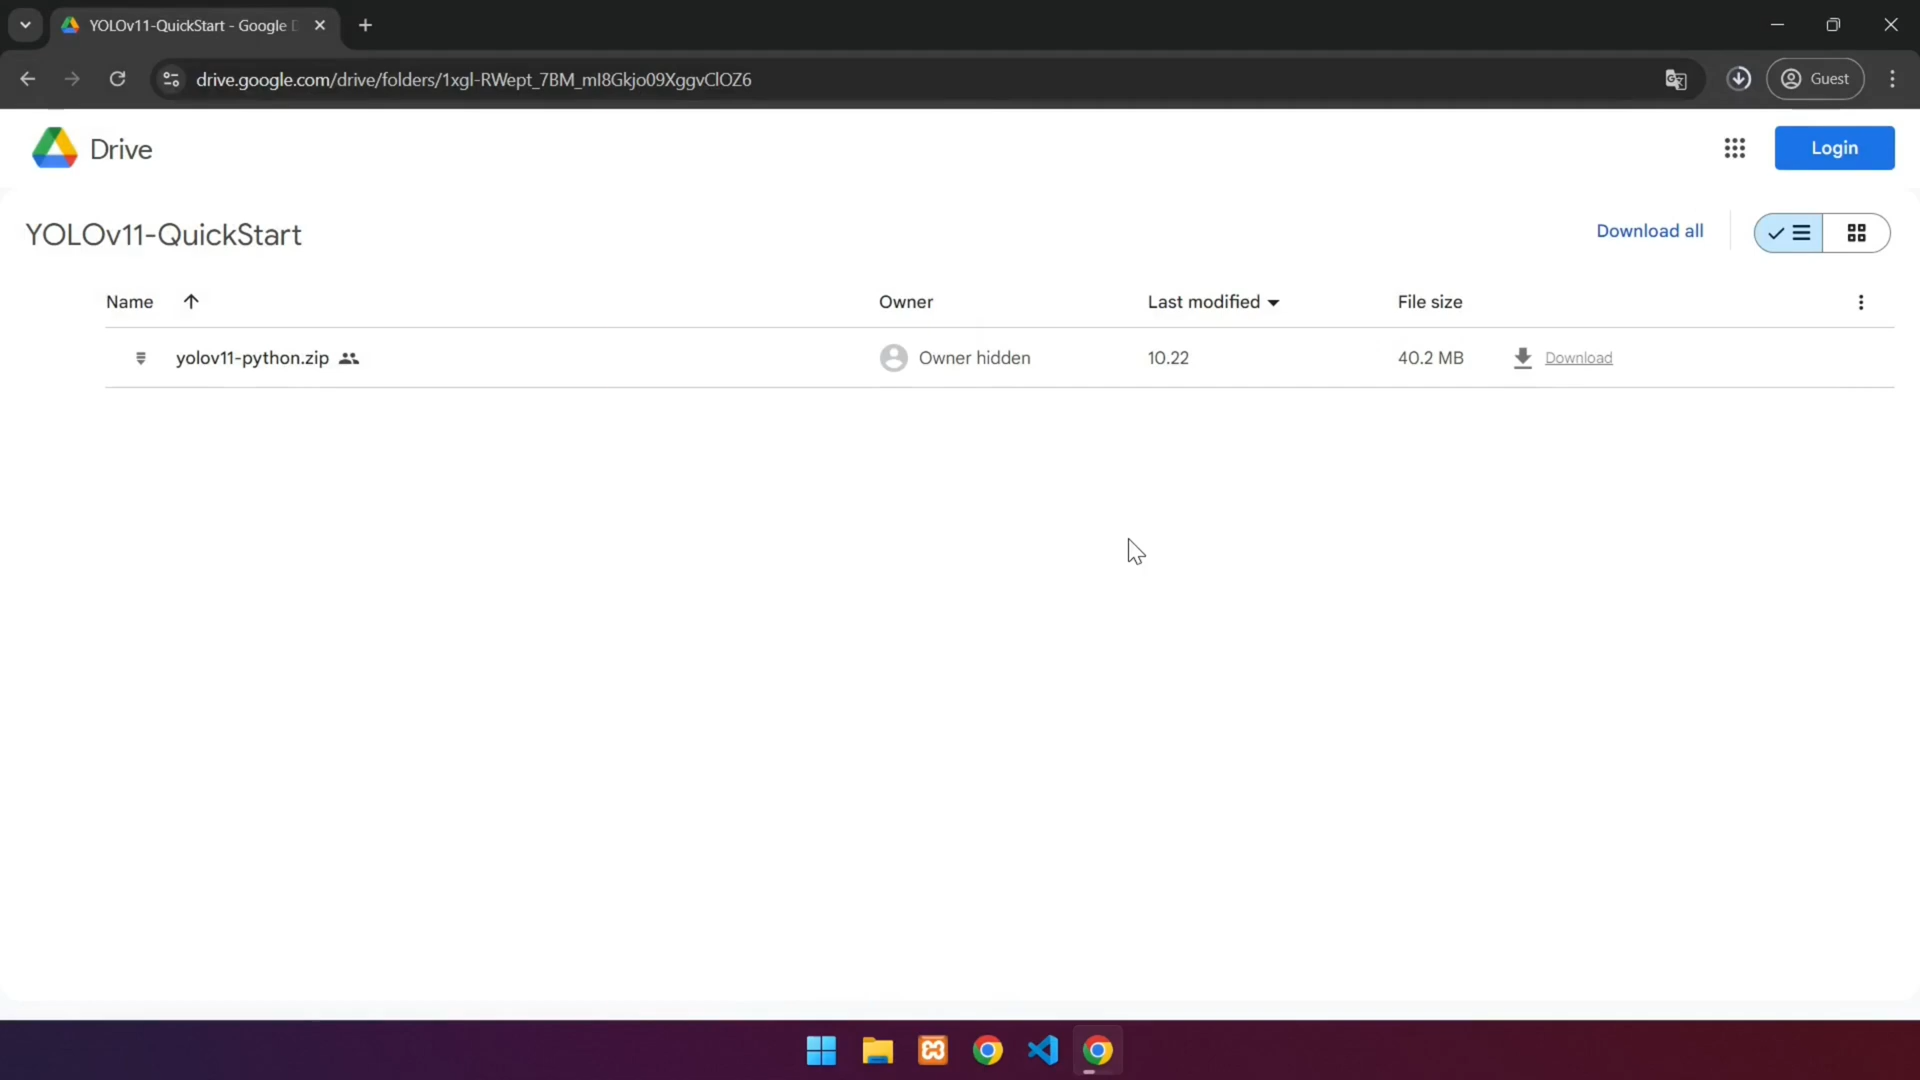 YOLOv11-QuickStart - Google D
drive.google.com/drive/folders/1xgl-RWept_7BM_mI8Gkjo09XggvClOZ6
Guest
Drive
Login
YOLOv11-QuickStart
Download all
Name Owner Last modified File size
yolov11-python.zip Owner hidden 10.22 40.2 MB Download